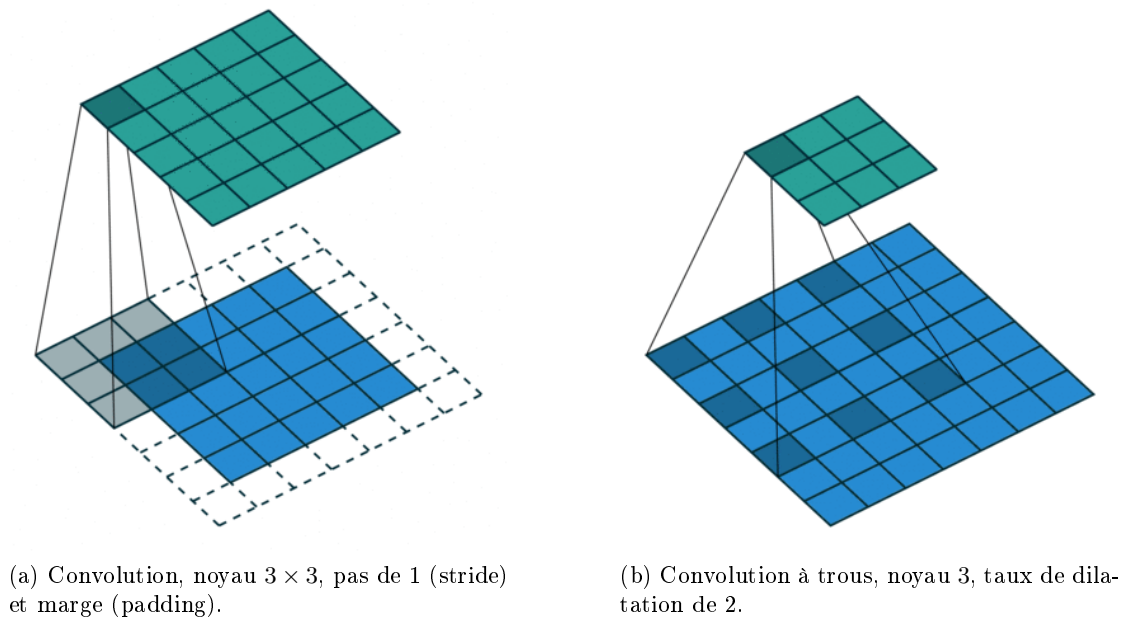 (a) Convolution, noyau 3 × 3, pas de 1 (stride)
et marge (padding).
(b) Convolution à trous, noyau 3, taux de dila-
tation de 2.